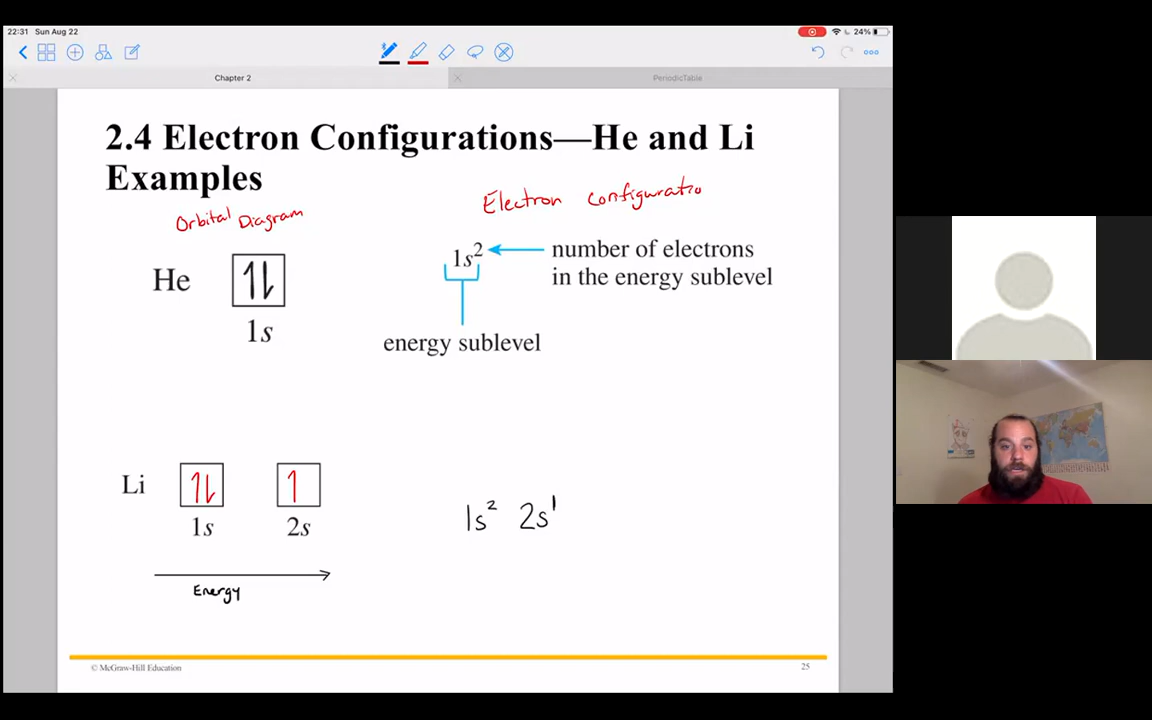 22:31 Sun Aug 22
24%
Chapter 2
PeriodicTable
2.4 Electron Configurations—He and Li
Examples
Orbital Diagram
Electron Configuratio
He
1s
1s²
number of electrons
in the energy sublevel
energy sublevel
Li
1s
2s
1s² 2s¹
Energy
© McGraw-Hill Education
25